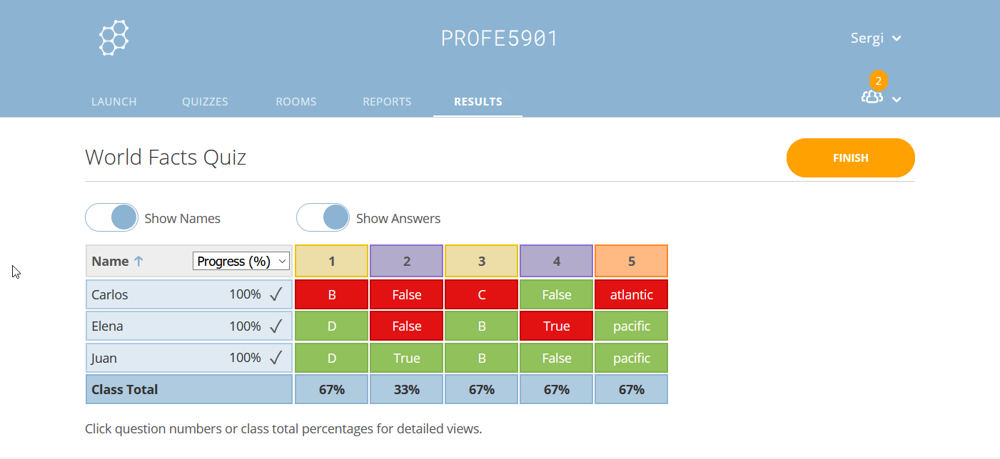 PROFE5901
Sergi
2
LAUNCH QUIZZES ROOMS REPORTS RESULTS
World Facts Quiz
FINISH
Show Names Show Answers
Name ↑ Progress (%) 1 2 3 4 5
Carlos 100% ✓ B False C False atlantic
Elena 100% ✓ D False B True pacific
Juan 100% ✓ D True B False pacific
Class Total 67% 33% 67% 67% 67%
Click question numbers or class total percentages for detailed views.